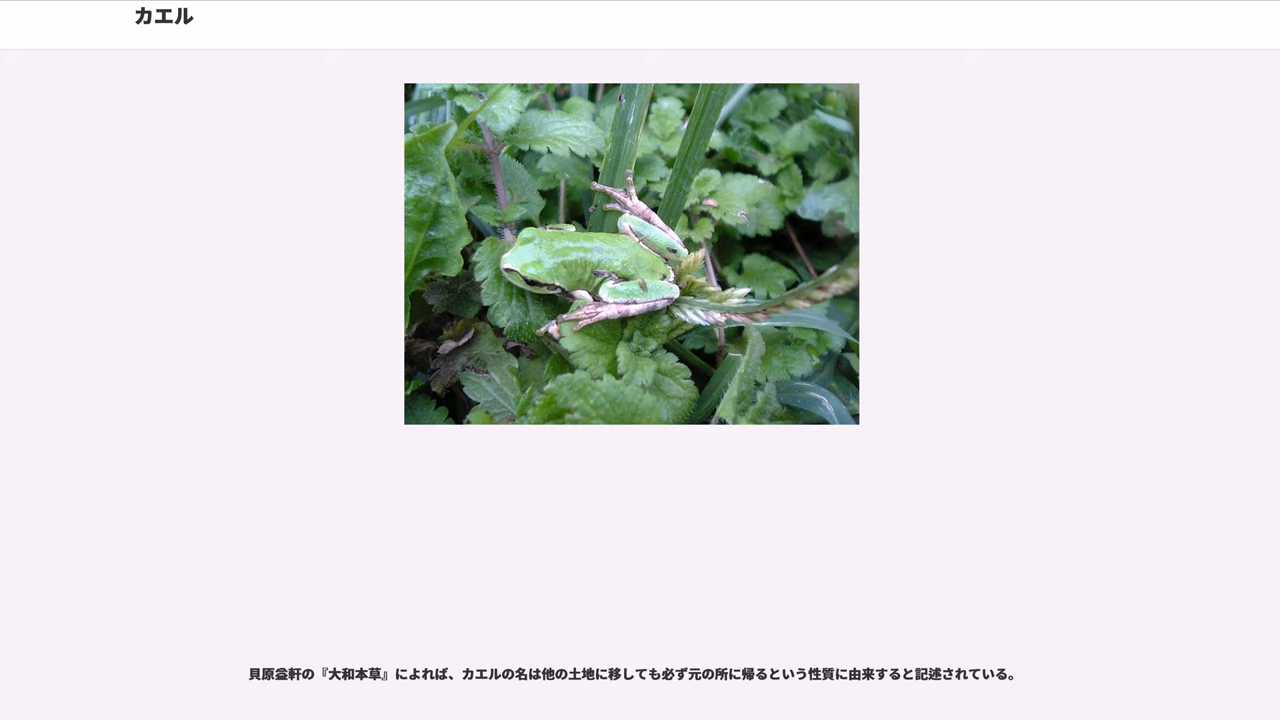 カエル
貝原益軒の『大和本草』によれば、カエルの名は他の土地に移しても必ず元の所に帰るという性質に由来すると記述されている。